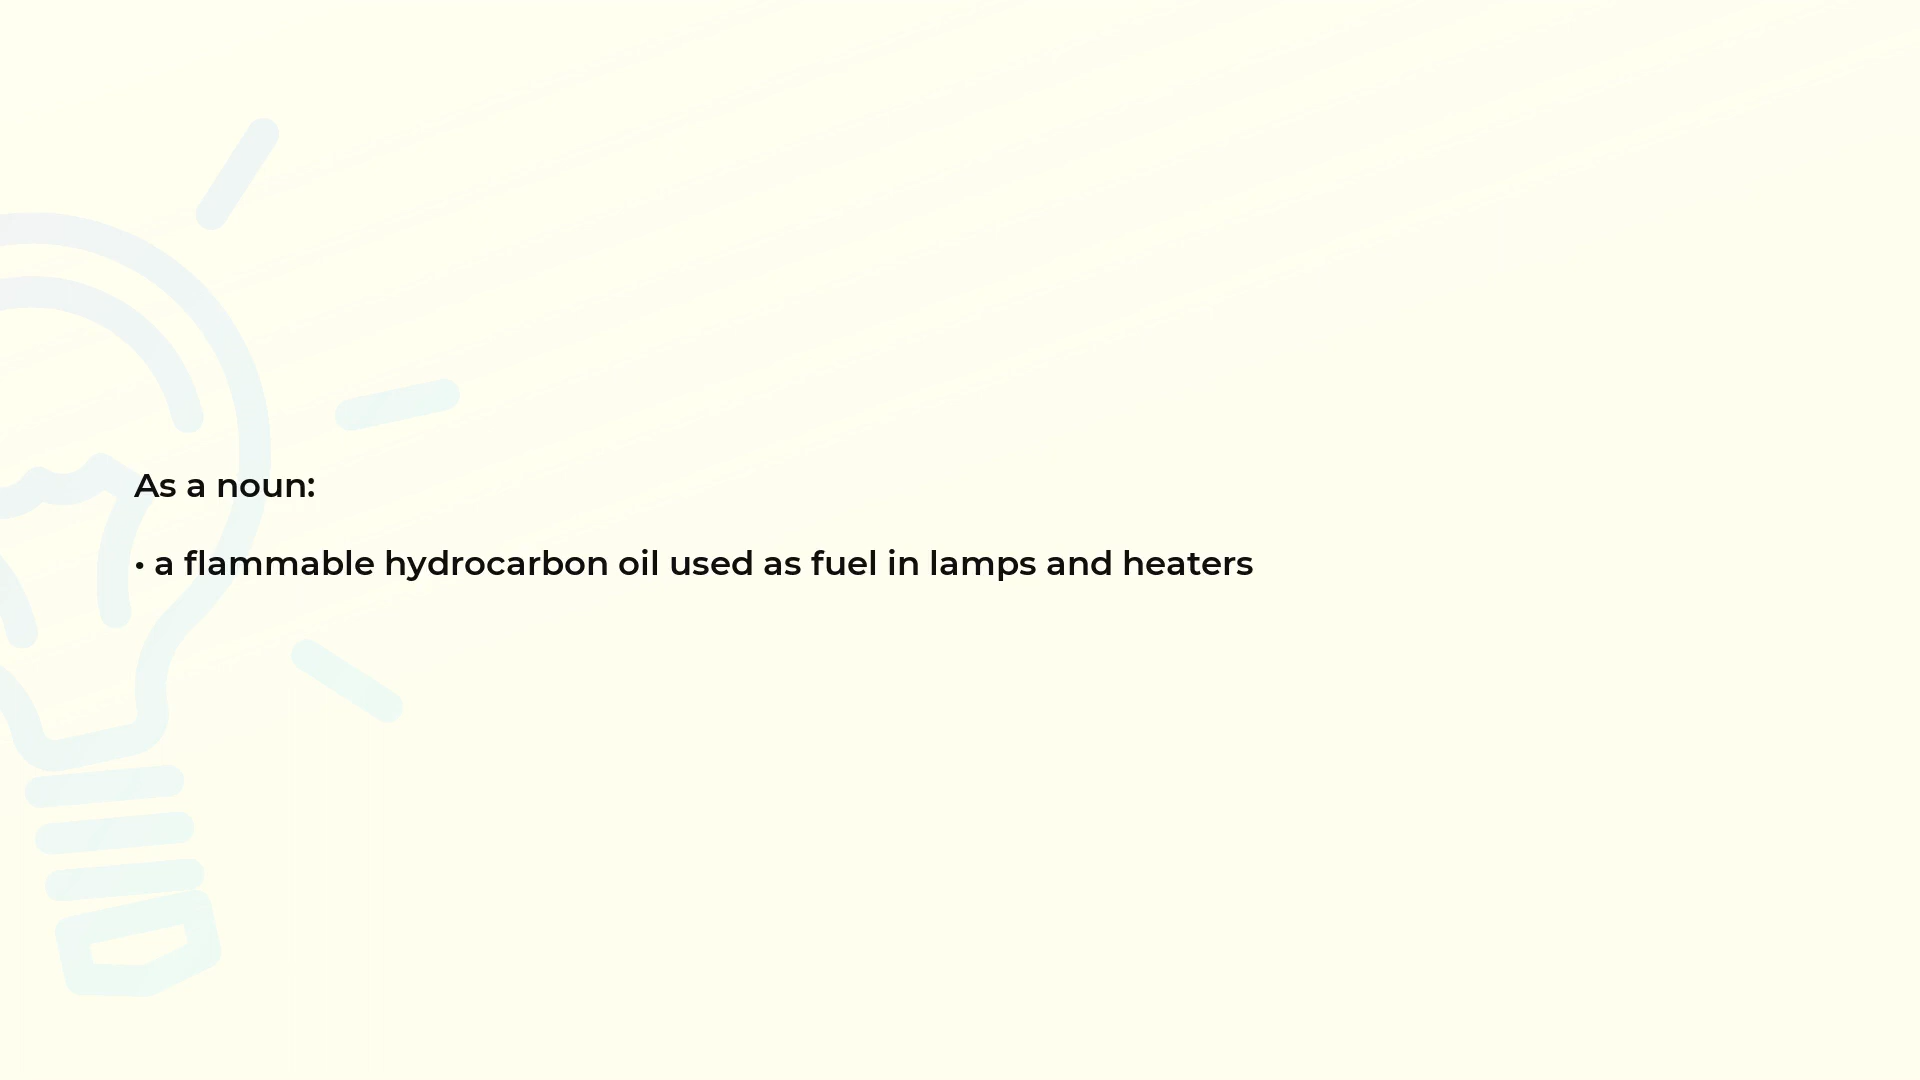 As a noun:
• a flammable hydrocarbon oil used as fuel in lamps and heaters